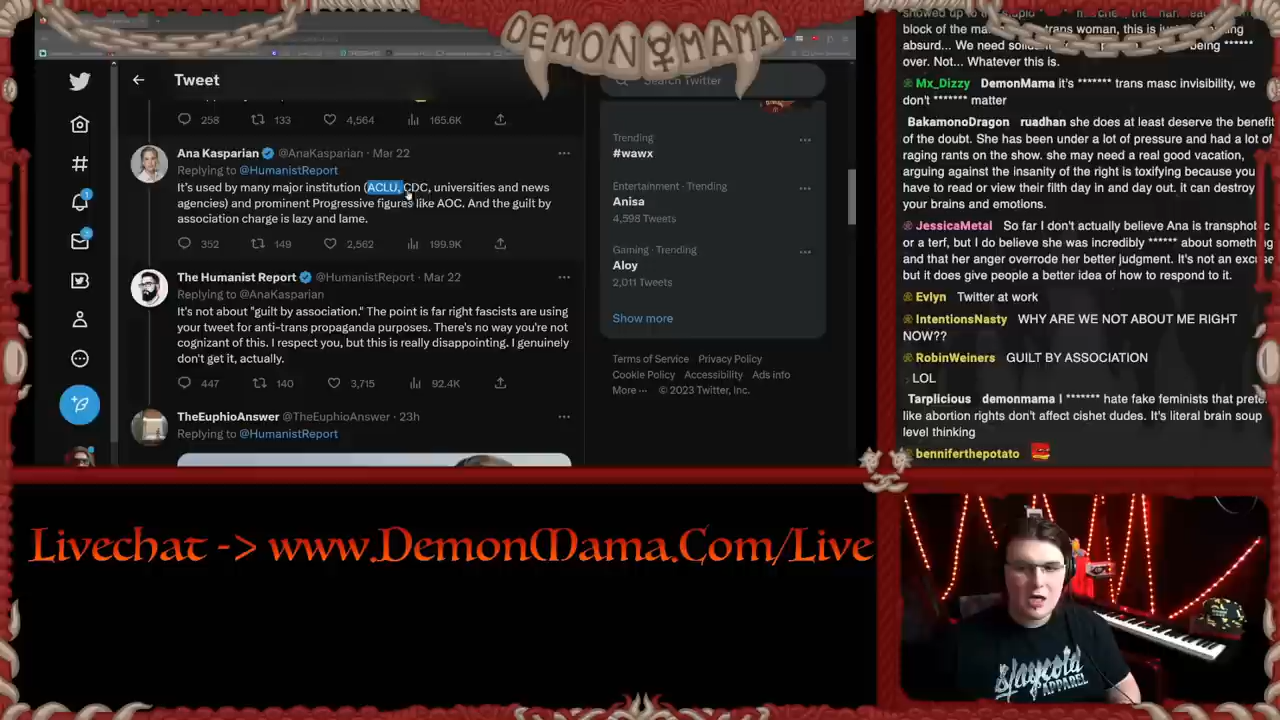 DEMON MAMA
Tweet
Search Twitter
258 133 4,564 165.6K
Ana Kasparian @AnaKasparian · Mar 22
Replying to @HumanistReport
It's used by many major institution (ACLU, CDC, universities and news
agencies) and prominent Progressive figures like AOC. And the guilt by
association charge is lazy and lame.
352 149 2,562 199.9K
The Humanist Report @HumanistReport · Mar 22
Replying to @AnaKasparian
It's not about "guilt by association." The point is far right fascists are using
your tweet for anti-trans propaganda purposes. There's no way you're not
cognizant of this. I respect you, but this is really disappointing. I genuinely
don't get it, actually.
447 140 3,715 92.4K
TheEuphioAnswer @TheEuphioAnswer · 23h
Replying to @HumanistReport
Trending
#wawx
Entertainment · Trending
Anisa
4,598 Tweets
Gaming · Trending
Aloy
2,011 Tweets
Show more
Terms of Service Privacy Policy
Cookie Policy Accessibility Ads info
More ··· © 2023 Twitter, Inc.
over. Not... Whatever this is.
Mx_Dizzy DemonMama it's ******* trans masc invisibility, we
don't ******* matter
BakamonoDragon ruadhan she does at least deserve the benefit
of the doubt. She has been under a lot of pressure and had a lot of
raging rants on the show. she may need a real good vacation,
arguing against the insanity of the right is toxifying because you
have to read or view their filth day in and day out. it can destroy
your brains and emotions.
JessicaMetal So far I don't actually believe Ana is transphobic
or a terf, but I do believe she was incredibly ****** about something
and that her anger overrode her better judgment. It's not an excuse
but it does give people a better idea of how to respond to it.
Evlyn Twitter at work
IntentionsNasty WHY ARE WE NOT ABOUT ME RIGHT
NOW??
RobinWeiners GUILT BY ASSOCIATION
LOL
Tarplicious demonmama I ******* hate fake feminists that prete
like abortion rights don't affect cishet dudes. It's literal brain soup
level thinking
benniferthepotato
Livechat -> www.DemonMama.Com/Live
slaycoid
APPAREL